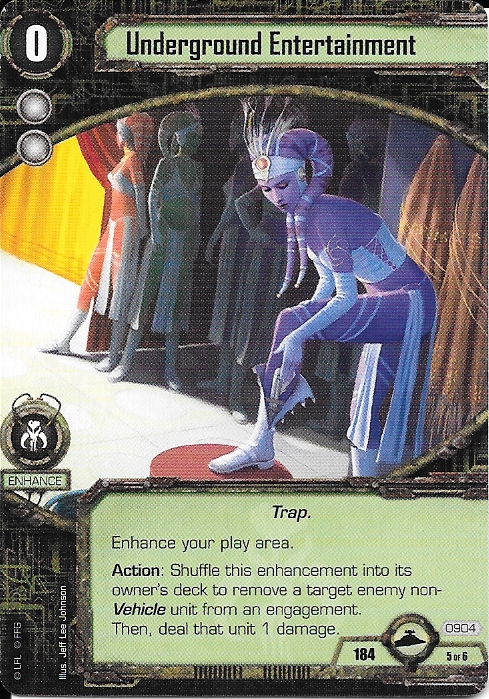 0
Underground Entertainment
ENHANCE
Trap.
Enhance your play area.
Action: Shuffle this enhancement into its
owner's deck to remove a target enemy non-
Vehicle unit from an engagement.
Then, deal that unit 1 damage.
0904
184
5 OF 6
© LFL © FFG
Illus. Jeff Lee Johnson